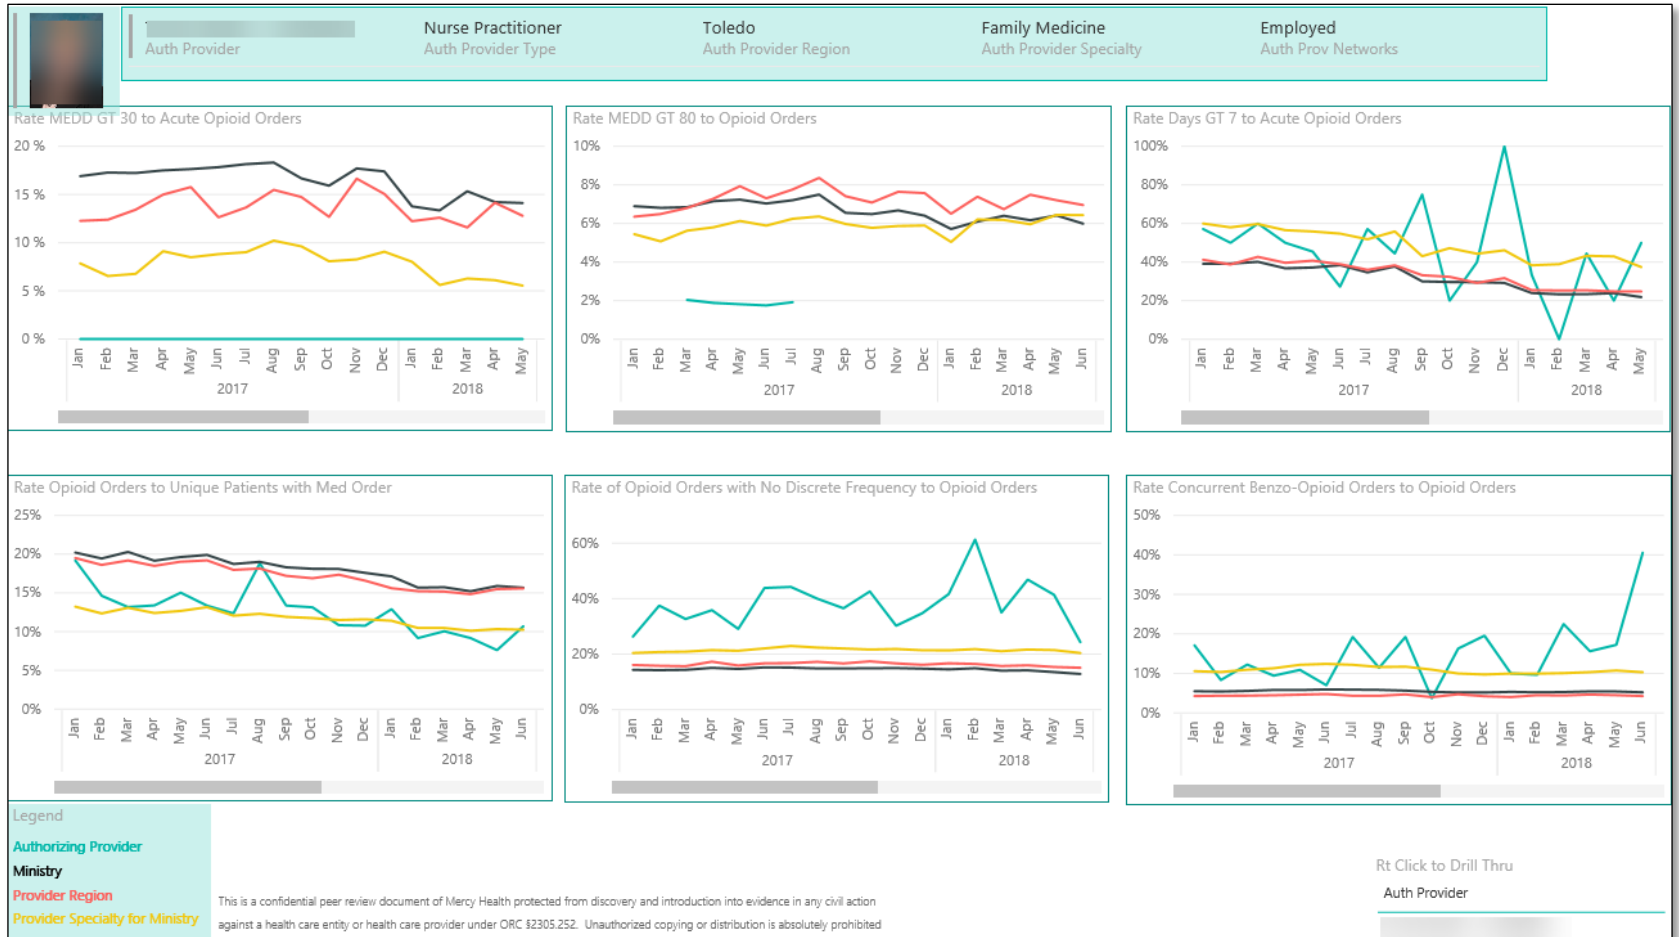 Nurse Practitioner Toledo Family Medicine Employed
Auth Provider Auth Provider Type Auth Provider Region Auth Provider Specialty Auth Prov Networks
Rate MEDD GT 30 to Acute Opioid Orders
20 %
15 %
10 %
5 %
0 %
Jan Feb Mar Apr May Jun Jul Aug Sep Oct Nov Dec Jan Feb Mar Apr May
2017 2018
Rate MEDD GT 80 to Opioid Orders
10%
8%
6%
4%
2%
0%
Jan Feb Mar Apr May Jun Jul Aug Sep Oct Nov Dec Jan Feb Mar Apr May Jun
2017 2018
Rate Days GT 7 to Acute Opioid Orders
100%
80%
60%
40%
20%
0%
Jan Feb Mar Apr May Jun Jul Aug Sep Oct Nov Dec Jan Feb Mar Apr May
2017 2018
Rate Opioid Orders to Unique Patients with Med Order
25%
20%
15%
10%
5%
0%
Jan Feb Mar Apr May Jun Jul Aug Sep Oct Nov Dec Jan Feb Mar Apr May Jun
2017 2018
Rate of Opioid Orders with No Discrete Frequency to Opioid Orders
60%
40%
20%
0%
Jan Feb Mar Apr May Jun Jul Aug Sep Oct Nov Dec Jan Feb Mar Apr May Jun
2017 2018
Rate Concurrent Benzo-Opioid Orders to Opioid Orders
50%
40%
30%
20%
10%
0%
Jan Feb Mar Apr May Jun Jul Aug Sep Oct Nov Dec Jan Feb Mar Apr May Jun
2017 2018
Legend
Authorizing Provider
Ministry
Provider Region
Provider Specialty for Ministry
This is a confidential peer review document of Mercy Health protected from discovery and introduction into evidence in any civil action
against a health care entity or health care provider under ORC §2305.252. Unauthorized copying or distribution is absolutely prohibited
Rt Click to Drill Thru
Auth Provider